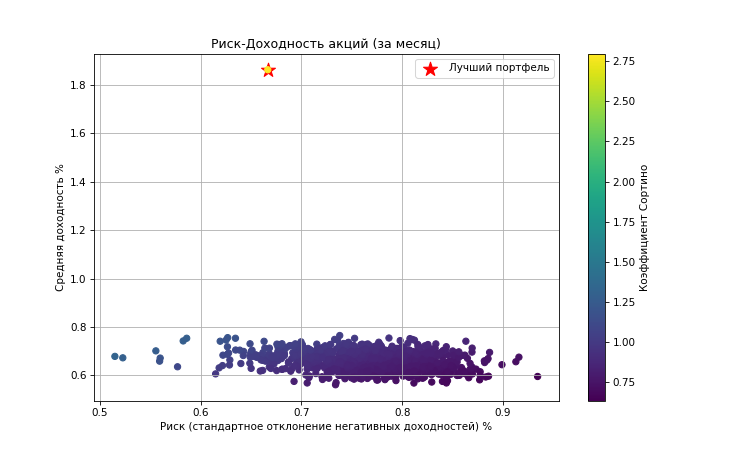 Риск-Доходность акций (за месяц)
Лучший портфель
Средняя доходность %
1.8
1.6
1.4
1.2
1.0
0.8
0.6
0.5 0.6 0.7 0.8 0.9
Риск (стандартное отклонение негативных доходностей) %
2.75
2.50
2.25
2.00
1.75
1.50
1.25
1.00
0.75
Коэффициент Сортино